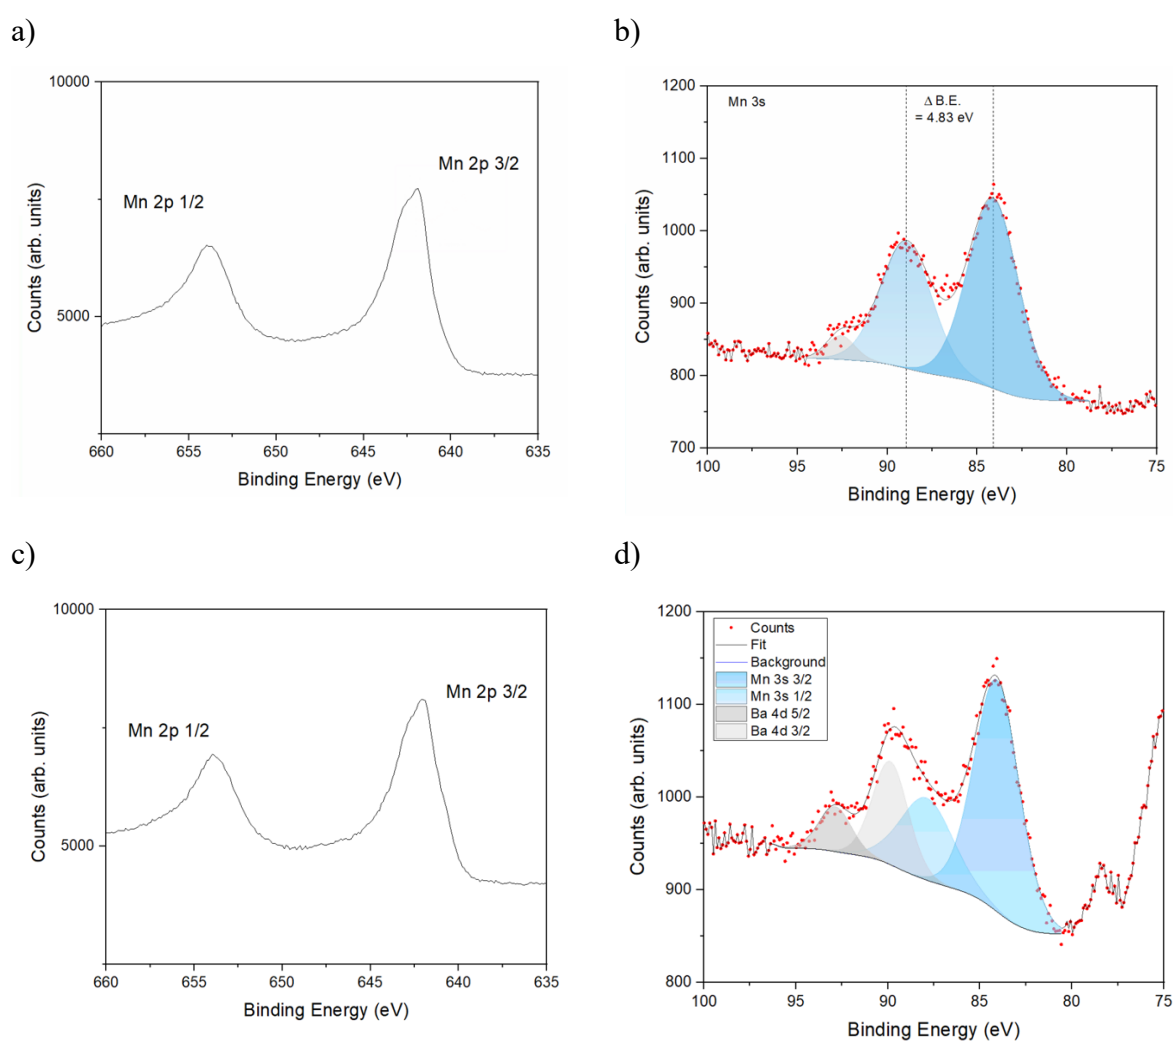 a)
10000
5000
Counts (arb. units)
Mn 2p 1/2
Mn 2p 3/2
660
655
650
645
640
635
Binding Energy (eV)
b)
1200
1100
1000
900
800
700
Counts (arb. units)
Mn 3s
Δ B.E.
= 4.83 eV
100
95
90
85
80
75
Binding Energy (eV)
c)
10000
5000
Counts (arb. units)
Mn 2p 1/2
Mn 2p 3/2
660
655
650
645
640
635
Binding Energy (eV)
d)
1200
1100
1000
900
800
Counts (arb. units)
Counts
Fit
Background
Mn 3s 3/2
Mn 3s 1/2
Ba 4d 5/2
Ba 4d 3/2
100
95
90
85
80
75
Binding Energy (eV)